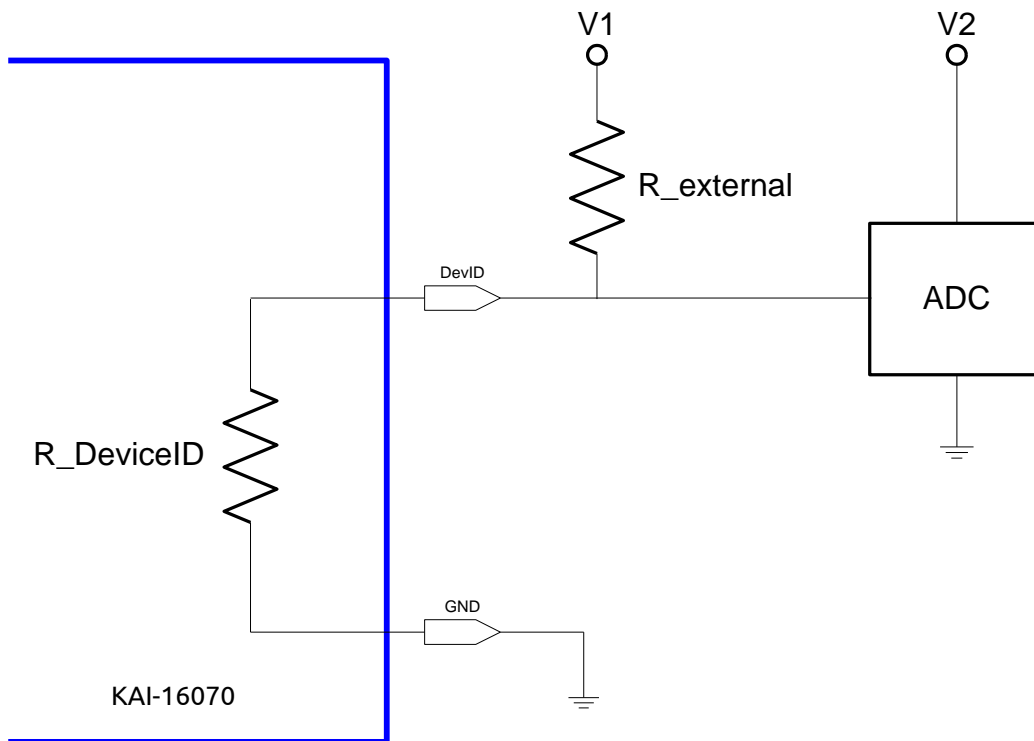 V1
V2
R_external
DevID
ADC
R_DeviceID
GND
KAI-16070